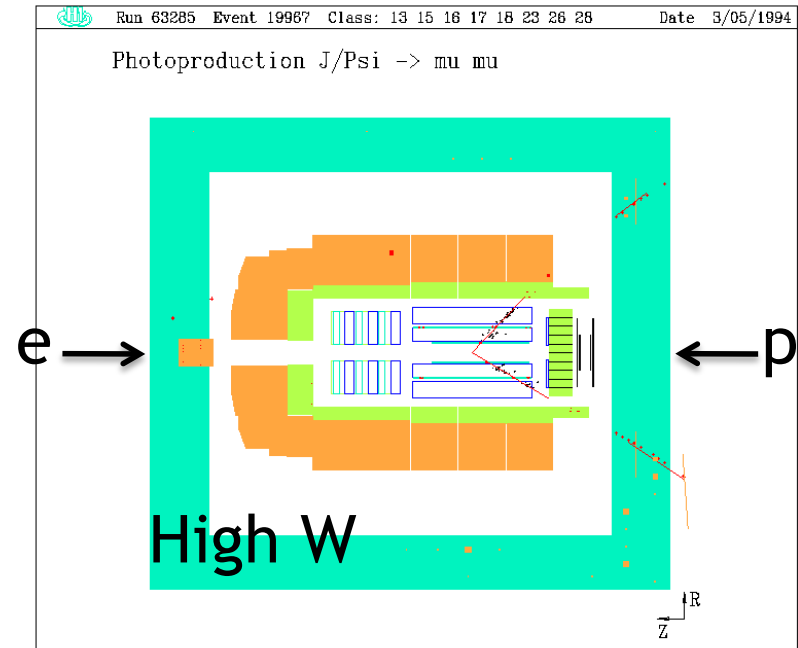 Run 63285 Event 19967 Class: 13 15 16 17 18 23 26 28 Date 3/05/1994
Photoproduction J/Psi -> mu mu
e
p
High W
R
Z